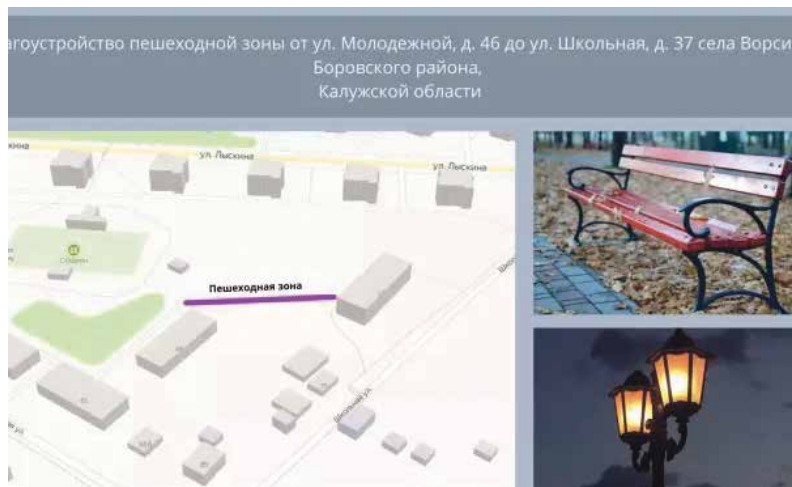 агоустройство пешеходной зоны от ул. Молодежной, д. 46 до ул. Школьная, д. 37 села Ворси
Боровского района,
Калужской области
ул. Лыскина
ул. Лыскина
Пешеходная зона
Школьная ул.